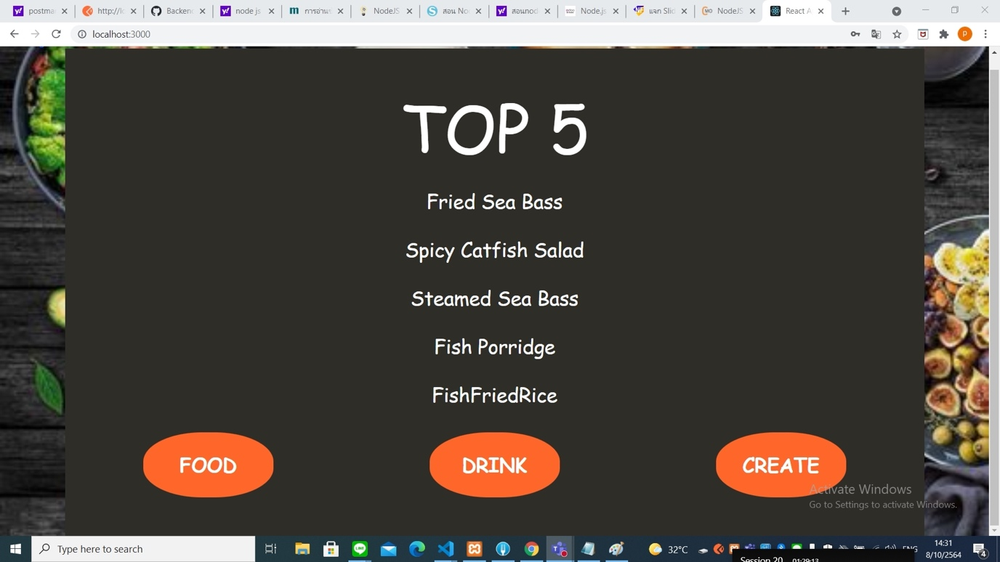 postma
http://lo
Backend
node js
การอ่าน
NodeJS
สอน No
สอนnod
Node.js
แจก Slid
NodeJS
React A
localhost:3000
TOP 5
Fried Sea Bass
Spicy Catfish Salad
Steamed Sea Bass
Fish Porridge
FishFriedRice
FOOD
DRINK
CREATE
Activate Windows
Go to Settings to activate Windows.
Type here to search
32°C
ENG
14:31
8/10/2564
Session 20
01:29:13